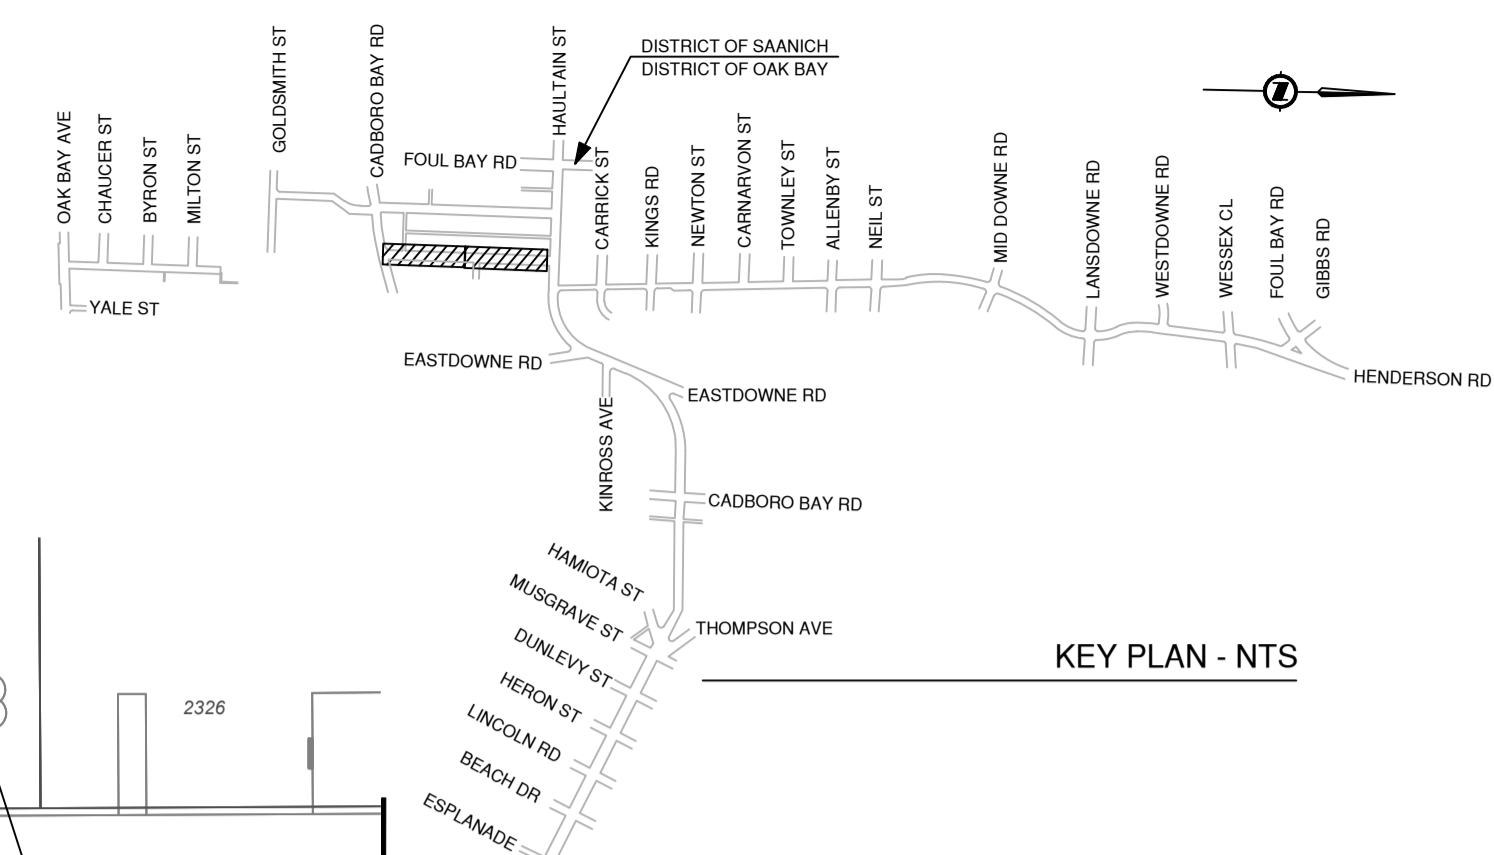 GOLDSMITH ST
CADBORO BAY RD
HAULTAIN ST
DISTRICT OF SAANICH
DISTRICT OF OAK BAY
OAK BAY AVE
CHAUCER ST
BYRON ST
MILTON ST
FOUL BAY RD
CARRICK ST
KINGS RD
NEWTON ST
CARNARVON ST
TOWNLEY ST
ALLENBY ST
NEIL ST
MID DOWNE RD
LANSDOWNE RD
WESTDOWNE RD
WESSEX CL
FOUL BAY RD
GIBBS RD
YALE ST
EASTDOWNE RD
HENDERSON RD
EASTDOWNE RD
KINROSS AVE
CADBORO BAY RD
HAMIOTA ST
MUSGRAVE ST
THOMPSON AVE
DUNLEVY ST
KEY PLAN - NTS
HERON ST
2326
LINCOLN RD
BEACH DR
ESPLANADE